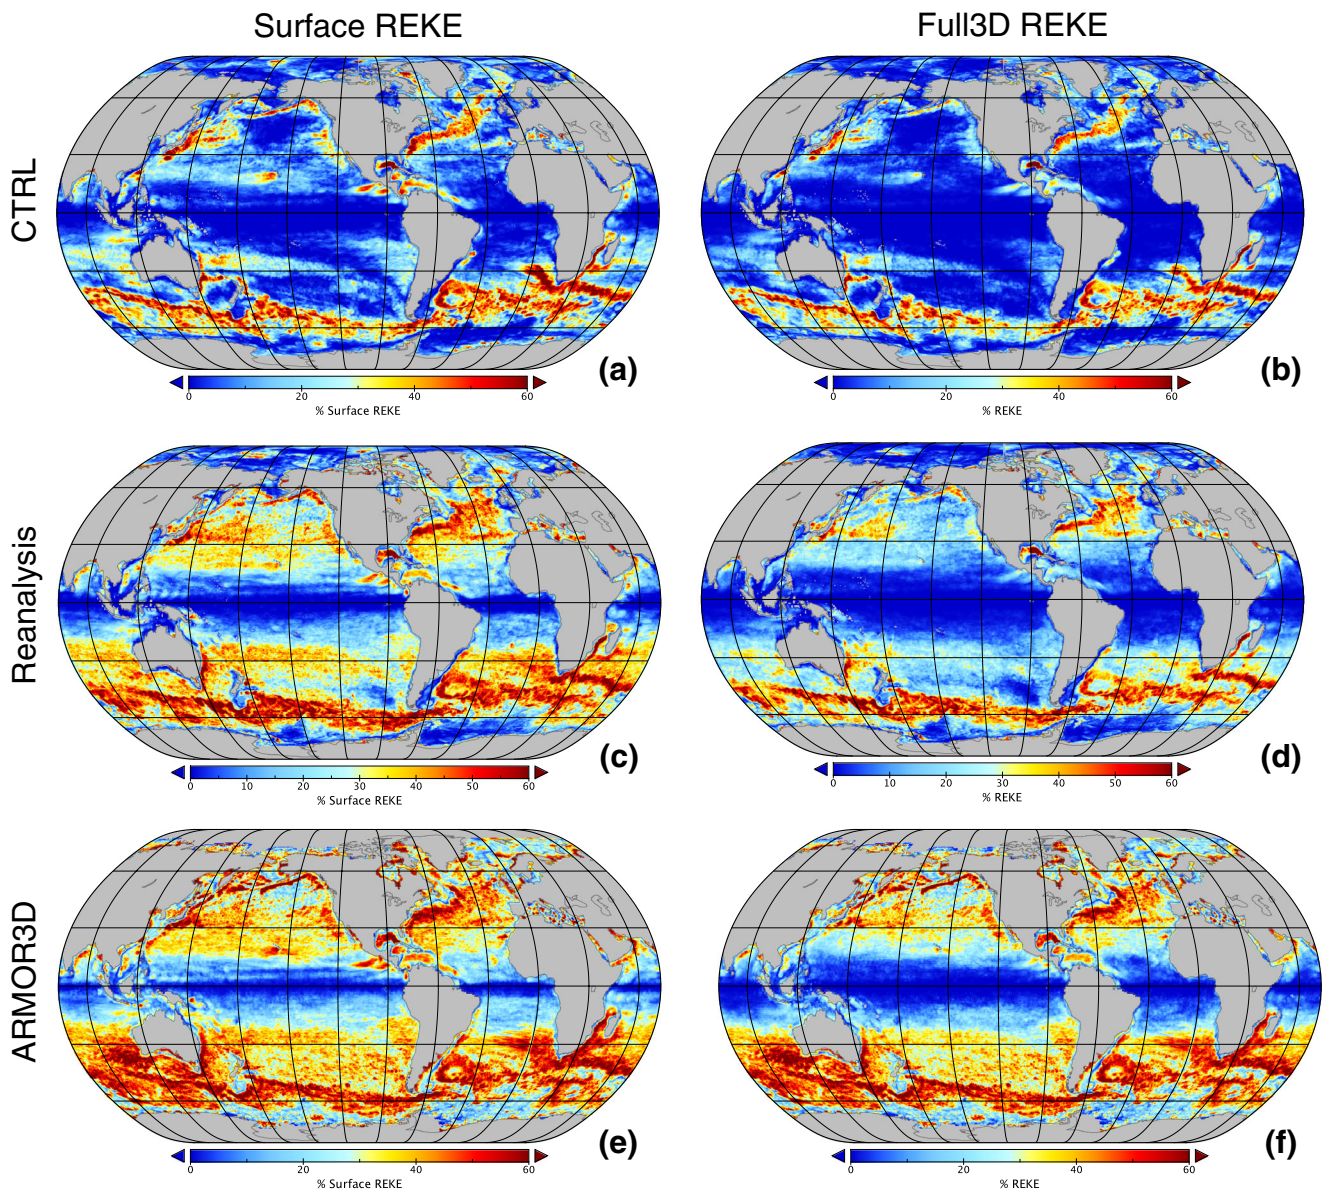 Surface REKE
Full3D REKE
CTRL
(a)
0 20 40 60
% Surface REKE
(b)
0 20 40 60
% REKE
Reanalysis
(c)
0 10 20 30 40 50 60
% Surface REKE
(d)
0 10 20 30 40 50 60
% REKE
ARMOR3D
(e)
0 20 40 60
% Surface REKE
(f)
0 20 40 60
% REKE